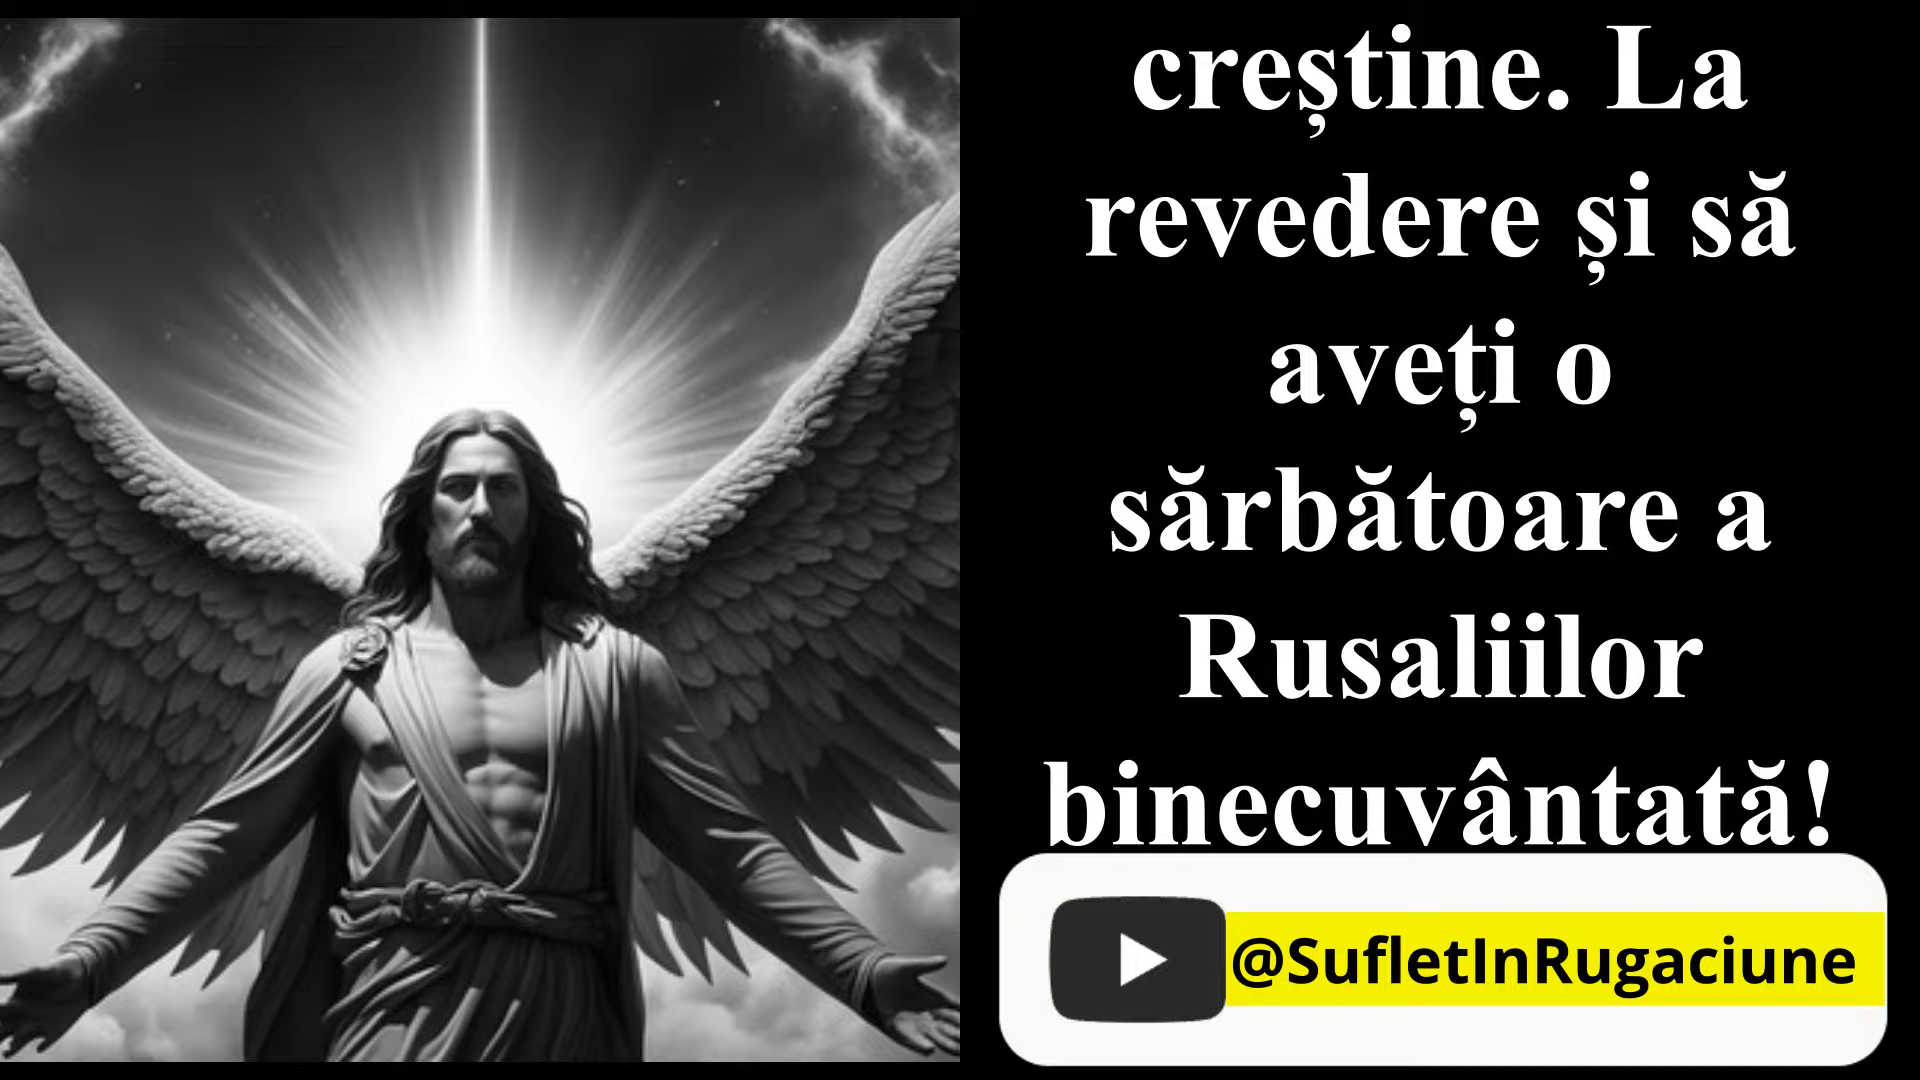 creștine. La
revedere și să
aveți o
sărbătoare a
Rusaliilor
binecuvântată!
@SufletInRugaciune